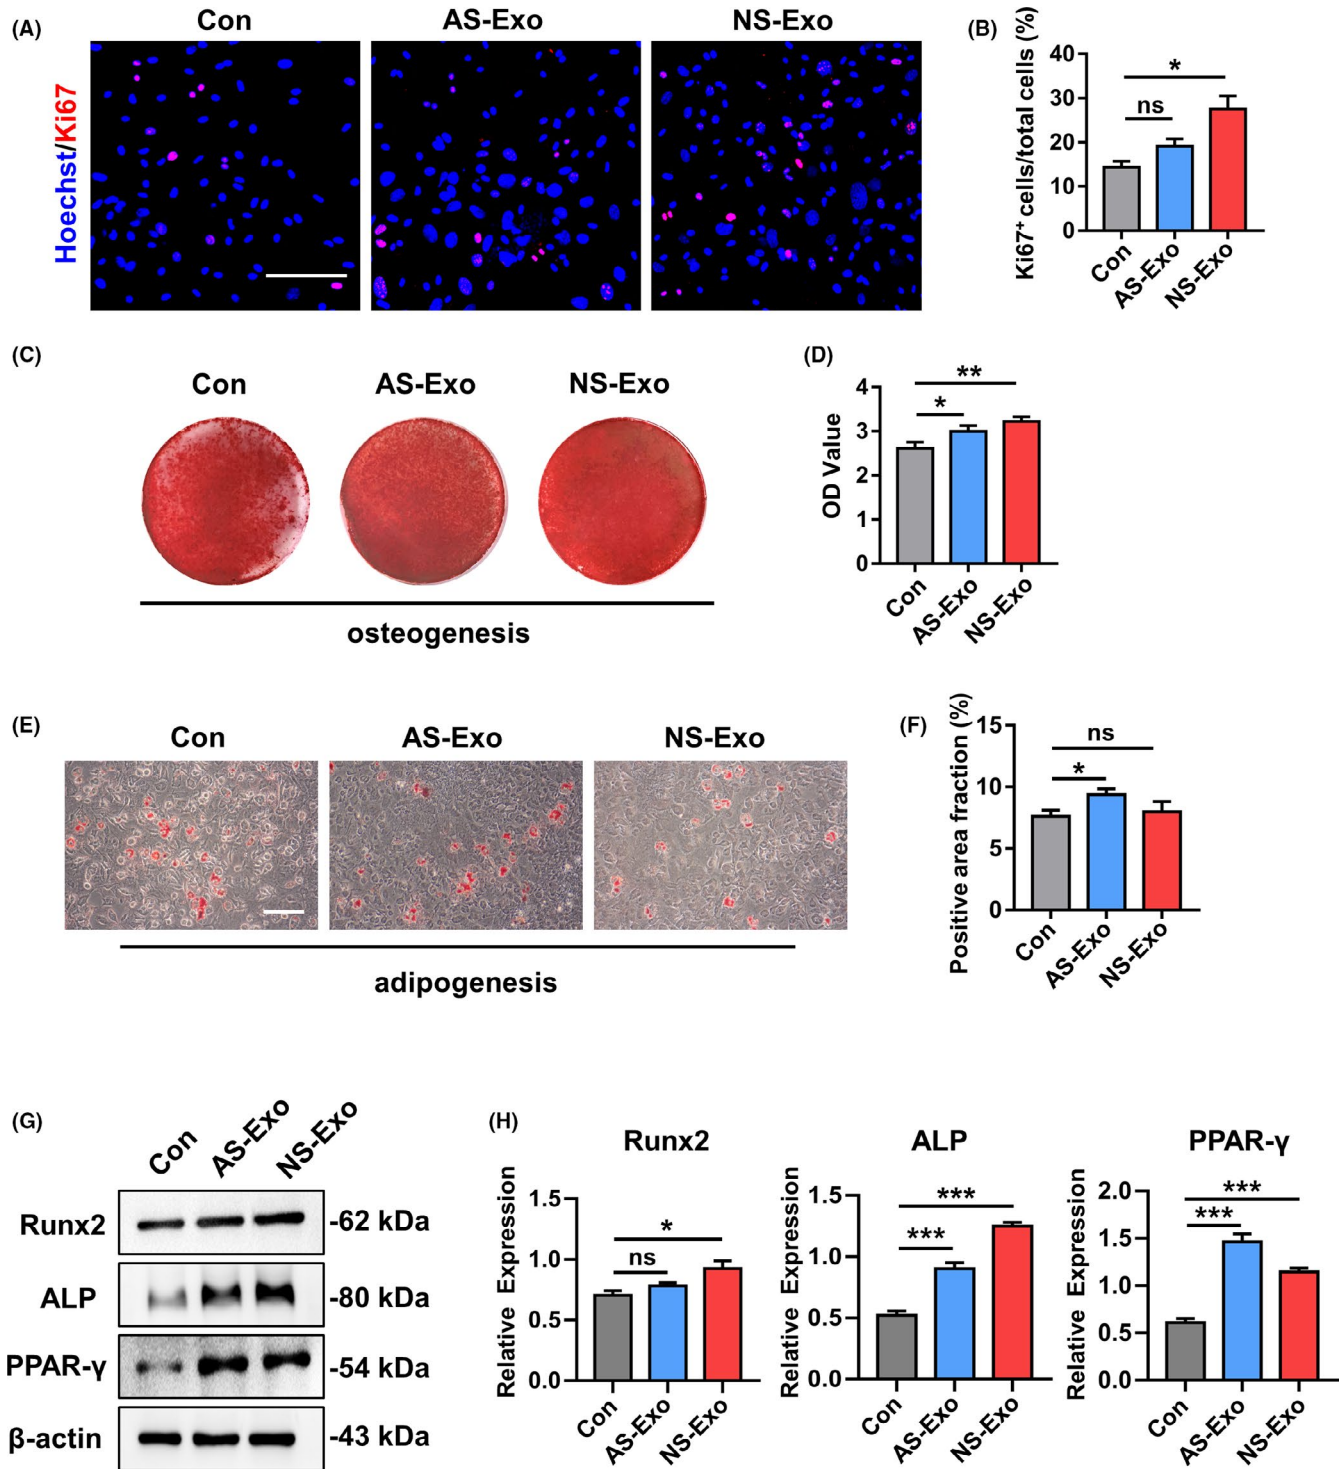 (A)
Con
AS-Exo
NS-Exo
Hoechst/Ki67
(B)
Ki67⁺ cells/total cells (%)
40
30
20
10
0
ns
*
Con
AS-Exo
NS-Exo
(C)
Con
AS-Exo
NS-Exo
osteogenesis
(D)
OD Value
4
3
2
1
0
*
**
Con
AS-Exo
NS-Exo
(E)
Con
AS-Exo
NS-Exo
adipogenesis
(F)
Positive area fraction (%)
15
10
5
0
*
ns
Con
AS-Exo
NS-Exo
(G)
Con
AS-Exo
NS-Exo
Runx2
-62 kDa
ALP
-80 kDa
PPAR-γ
-54 kDa
β-actin
-43 kDa
(H)
Runx2
Relative Expression
1.5
1.0
0.5
0.0
ns
*
Con
AS-Exo
NS-Exo
ALP
Relative Expression
1.5
1.0
0.5
0.0
***
***
Con
AS-Exo
NS-Exo
PPAR-γ
Relative Expression
2.0
1.5
1.0
0.5
0.0
***
***
Con
AS-Exo
NS-Exo